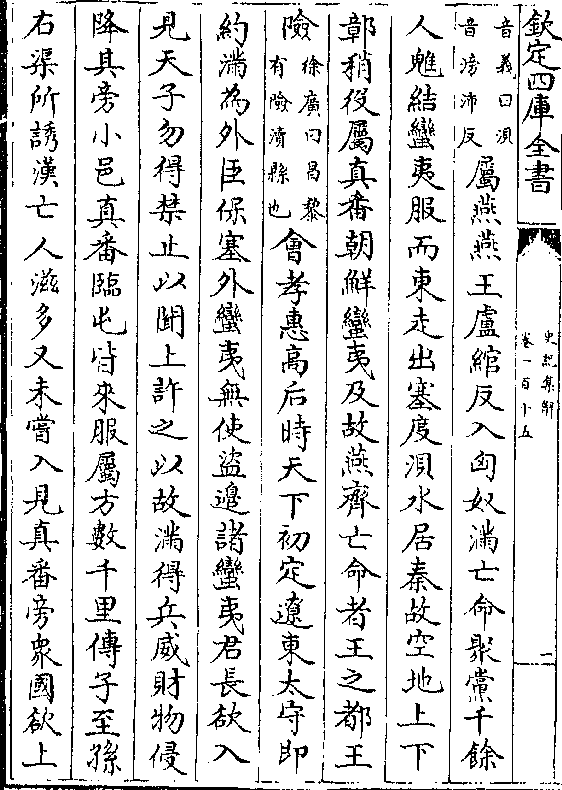 欽定四庫全書
史記集解
卷一百十五
二
音義曰浿
音滂沛反
屬燕燕王盧綰反入匈奴滿亡命聚黨千餘
人魋結蠻夷服而東走出塞度浿水居秦故空地上下
鄣稍役屬真番朝鮮蠻夷及故燕齊亡命者王之都王
險
徐廣曰昌黎
有險瀆縣也
會孝惠高后時天下初定遼東太守即
約滿為外臣保塞外蠻夷無使盜邊諸蠻夷君長欲入
見天子勿得禁止以聞上許之以故滿得兵威財物侵
降其旁小邑真番臨屯皆來服屬方數千里傳子至孫
右渠所誘漢亡人滋多又未嘗入見真番旁衆國欲上